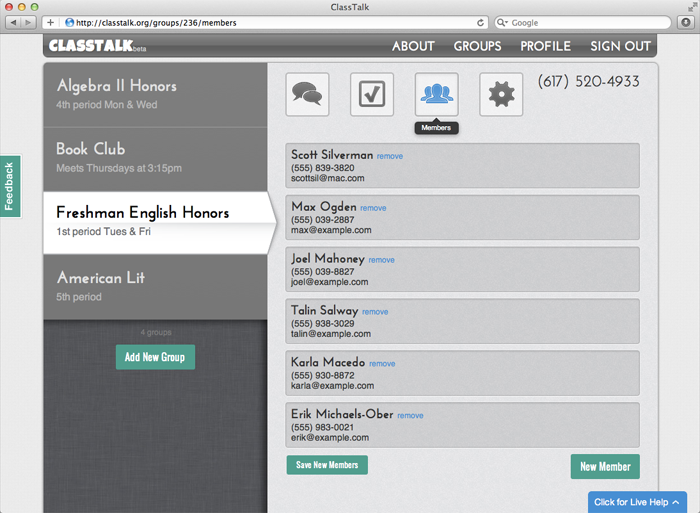 ClassTalk
http://classtalk.org/groups/236/members
Google
CLASSTALK beta
ABOUT GROUPS PROFILE SIGN OUT
Feedback
Algebra II Honors
4th period Mon & Wed
Book Club
Meets Thursdays at 3:15pm
Freshman English Honors
1st period Tues & Fri
American Lit
5th period
4 groups
Add New Group
(617) 520-4933
Members
Scott Silverman remove
(555) 839-3820
scottsil@mac.com
Max Ogden remove
(555) 039-2887
max@example.com
Joel Mahoney remove
(555) 039-8827
joel@example.com
Talin Salway remove
(555) 938-3029
talin@example.com
Karla Macedo remove
(555) 930-8872
karla@example.com
Erik Michaels-Ober remove
(555) 983-0021
erik@example.com
Save New Members
New Member
Click for Live Help